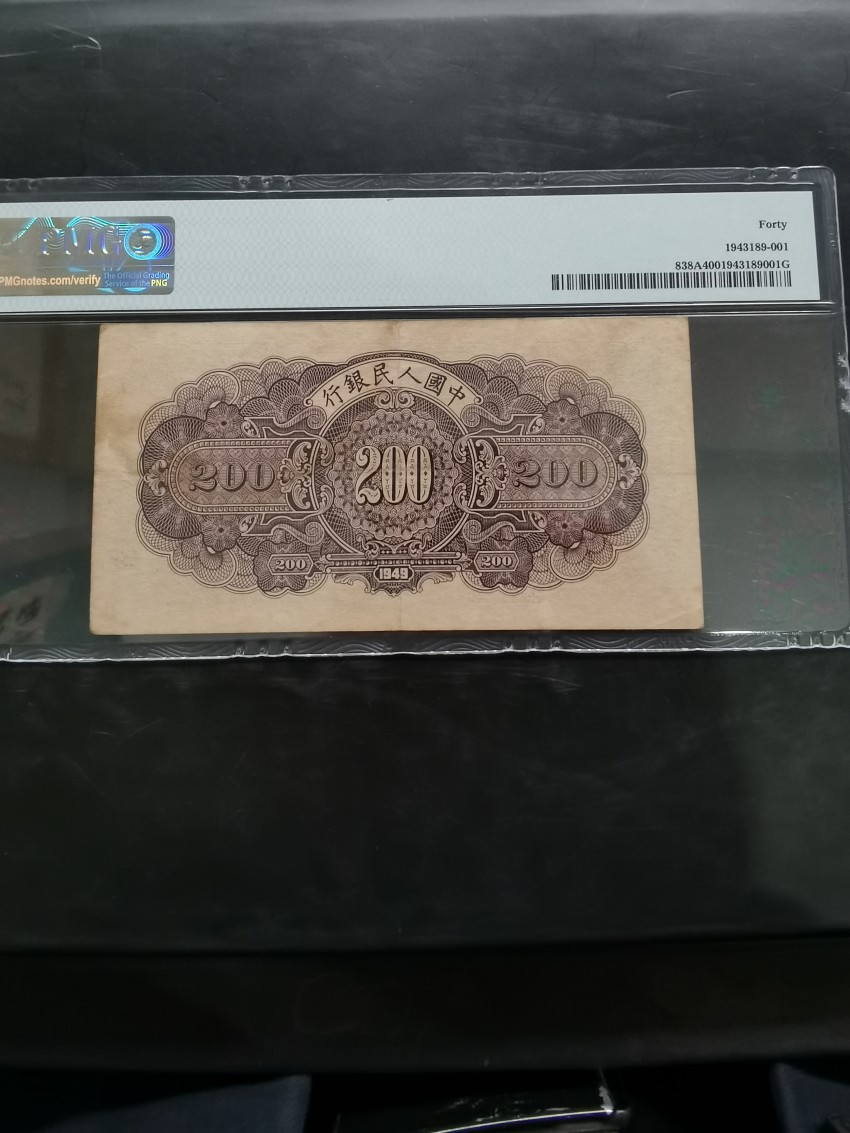 Forty
1943189-001
838A4001943189001G
PMG
PMGnotes.com/verify
The Official Grading
Service of the PNG
行銀民人國中
200
200
200
200
200
1949